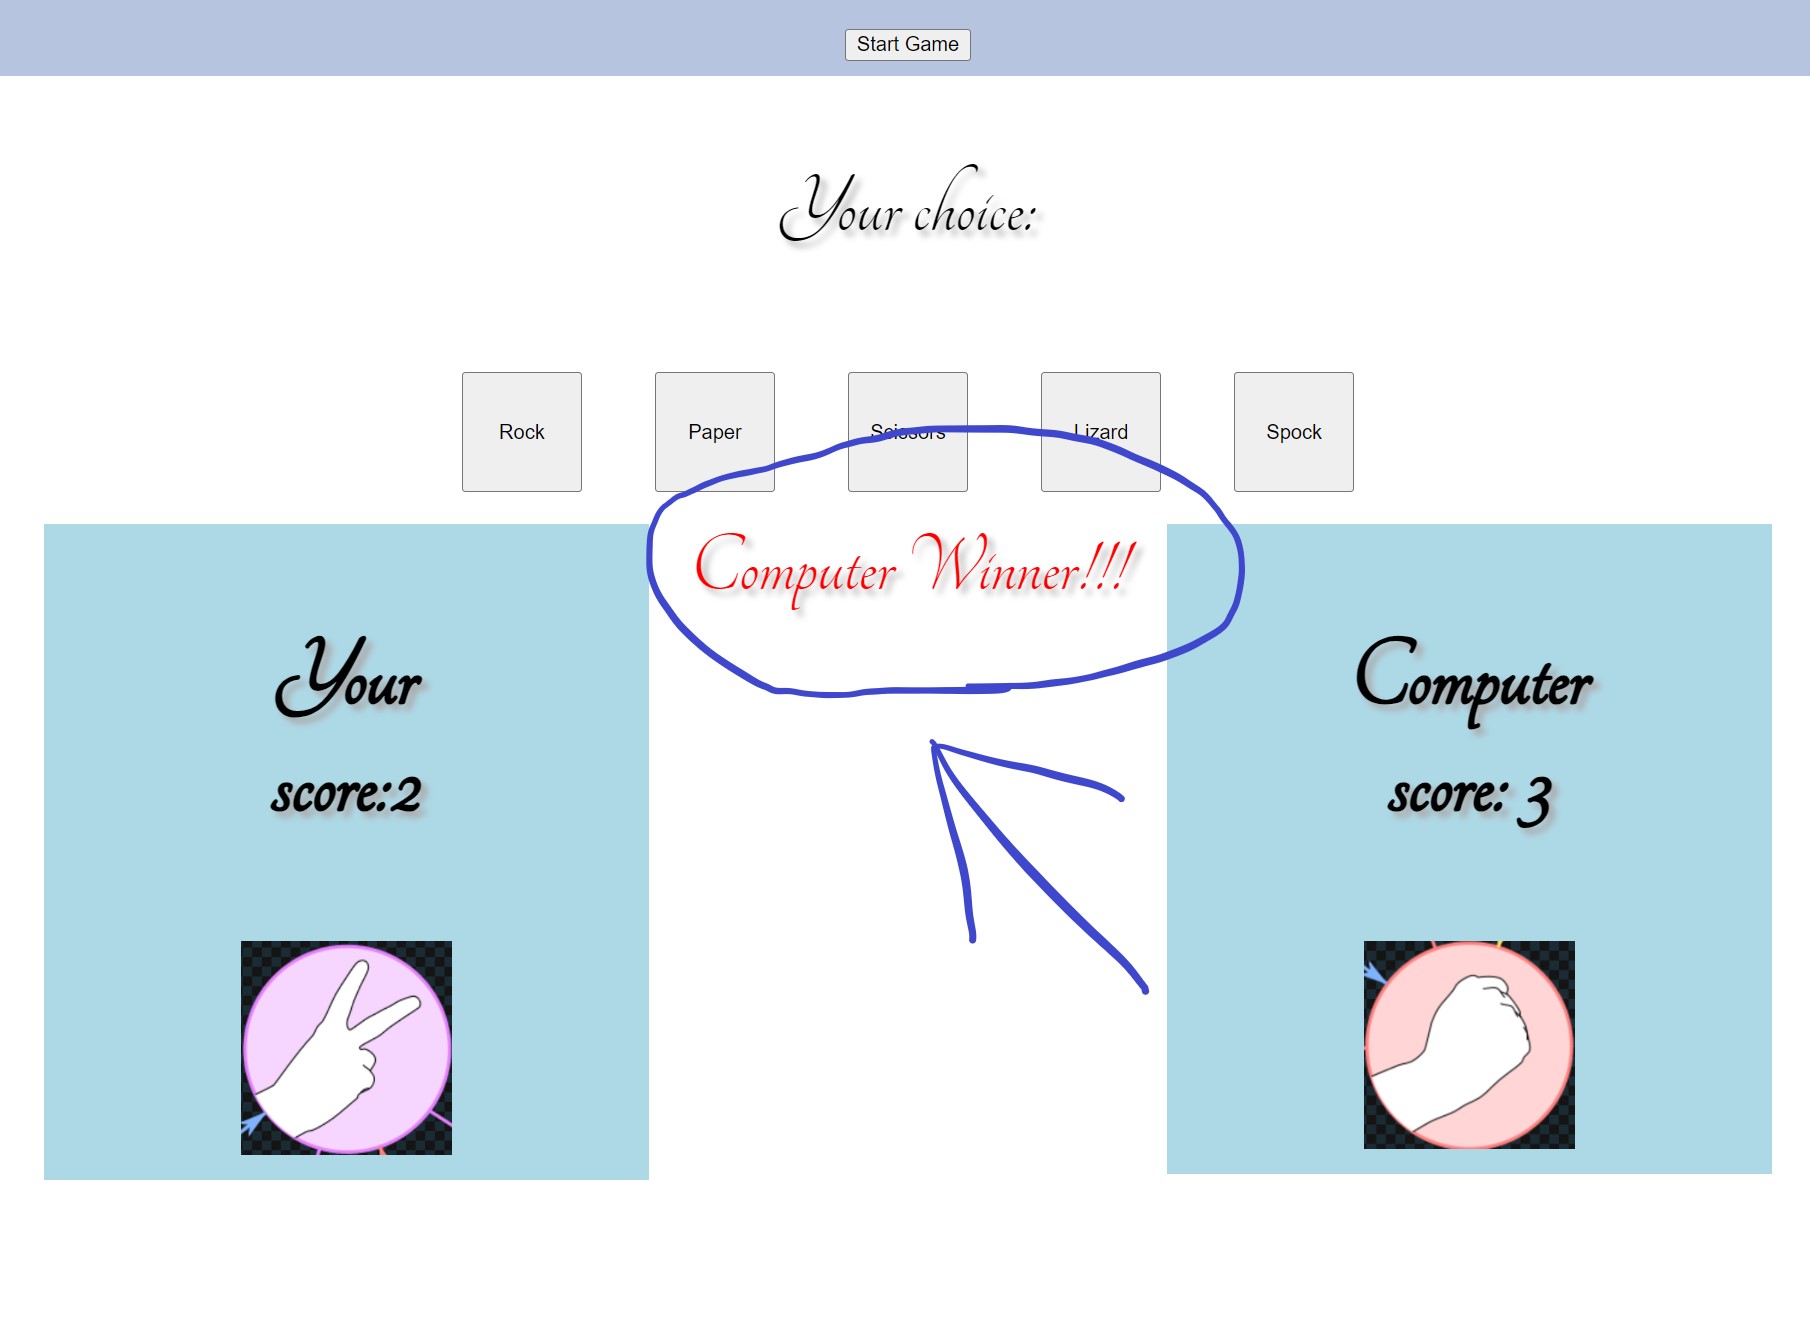 Start Game
Your choice:
Rock Paper Scissors Lizard Spock
Computer Winner!!!
Your
score:2
Computer
score: 3